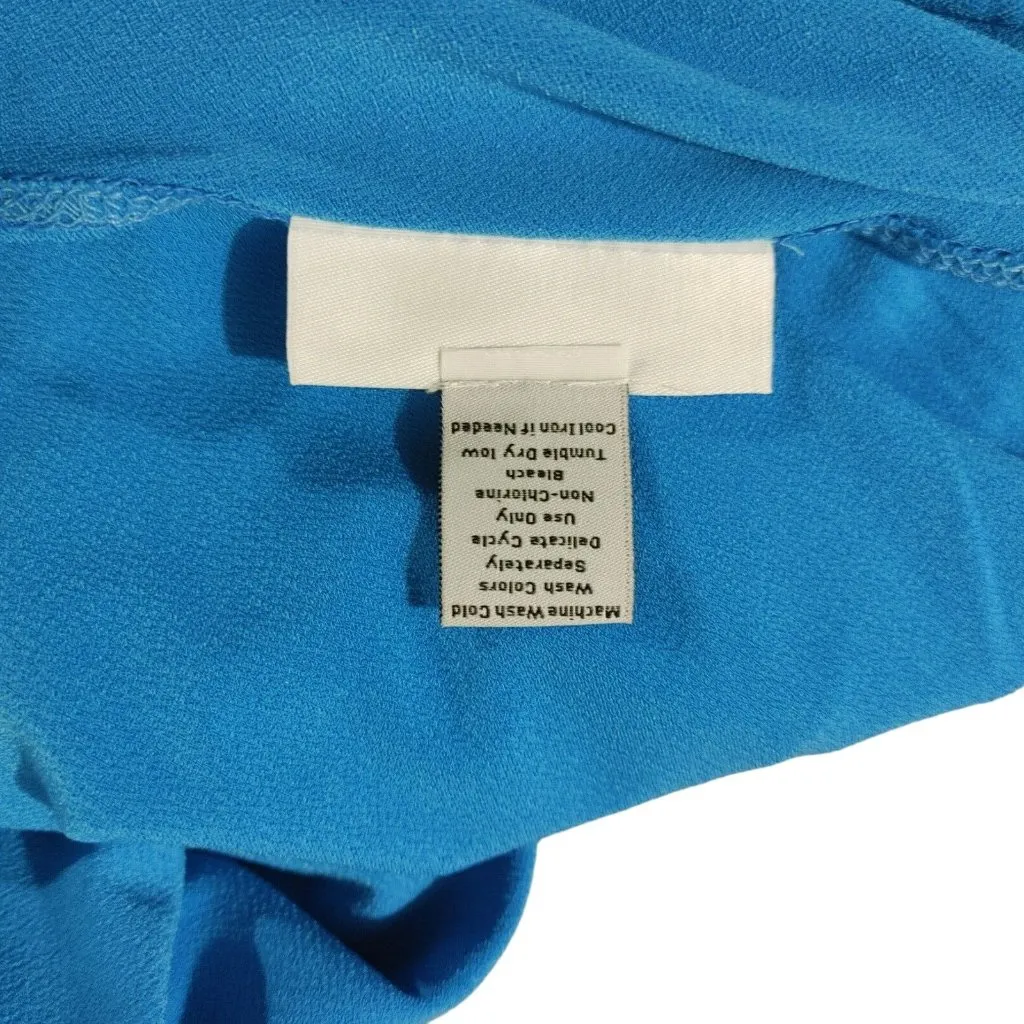 Machine Wash Cold
Wash Colors
Separately
Delicate Cycle
Use Only
Non-Chlorine
Bleach
Tumble Dry low
Cool Iron if Needed